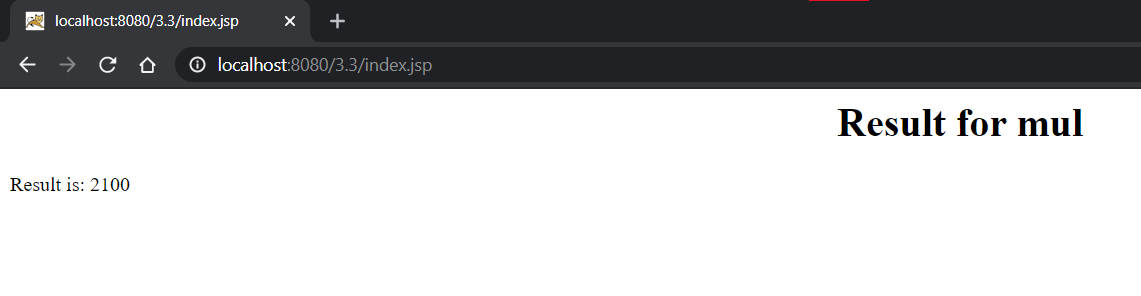 localhost:8080/3.3/index.jsp
localhost:8080/3.3/index.jsp
Result for mul
Result is: 2100